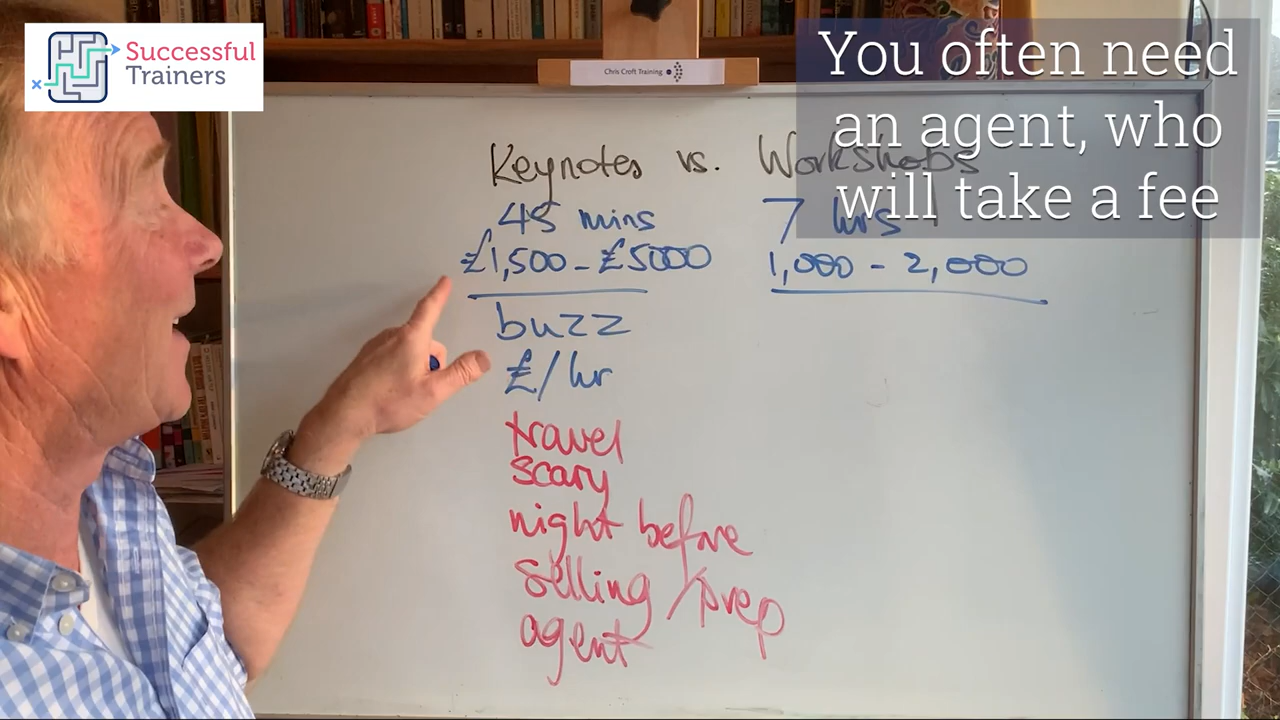 Successful
Trainers
Chris Croft Training
You often need
an agent, who
will take a fee
Keynotes vs. Workshops
45 mins 7 hrs
£1,500 - £5000 1,000 - 2,000
buzz
£/hr
travel
scary
night before
selling/prep
agent